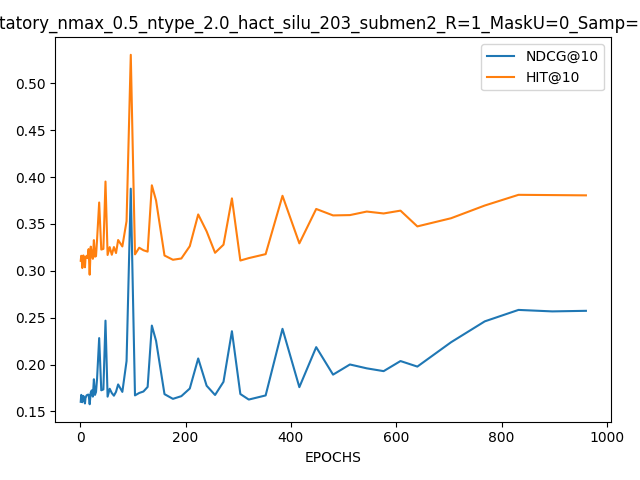 tatory_nmax_0.5_ntype_2.0_hact_silu_203_submen2_R=1_MaskU=0_Samp=
NDCG@10
HIT@10
0.50
0.45
0.40
0.35
0.30
0.25
0.20
0.15
0 200 400 600 800 1000
EPOCHS